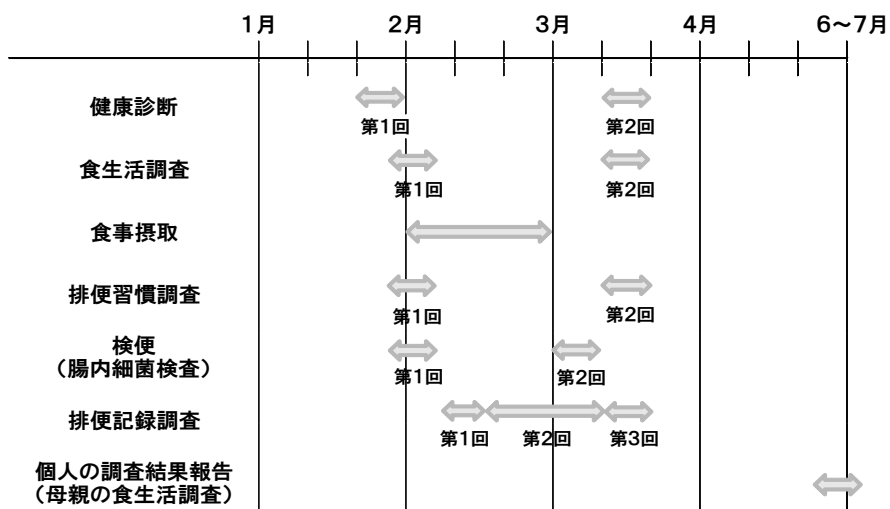 1月 2月 3月 4月 6～7月
健康診断
第1回 第2回
食生活調査
第1回 第2回
食事摂取
排便習慣調査
第1回 第2回
検便
（腸内細菌検査）
第1回 第2回
排便記録調査
第1回 第2回 第3回
個人の調査結果報告
（母親の食生活調査）